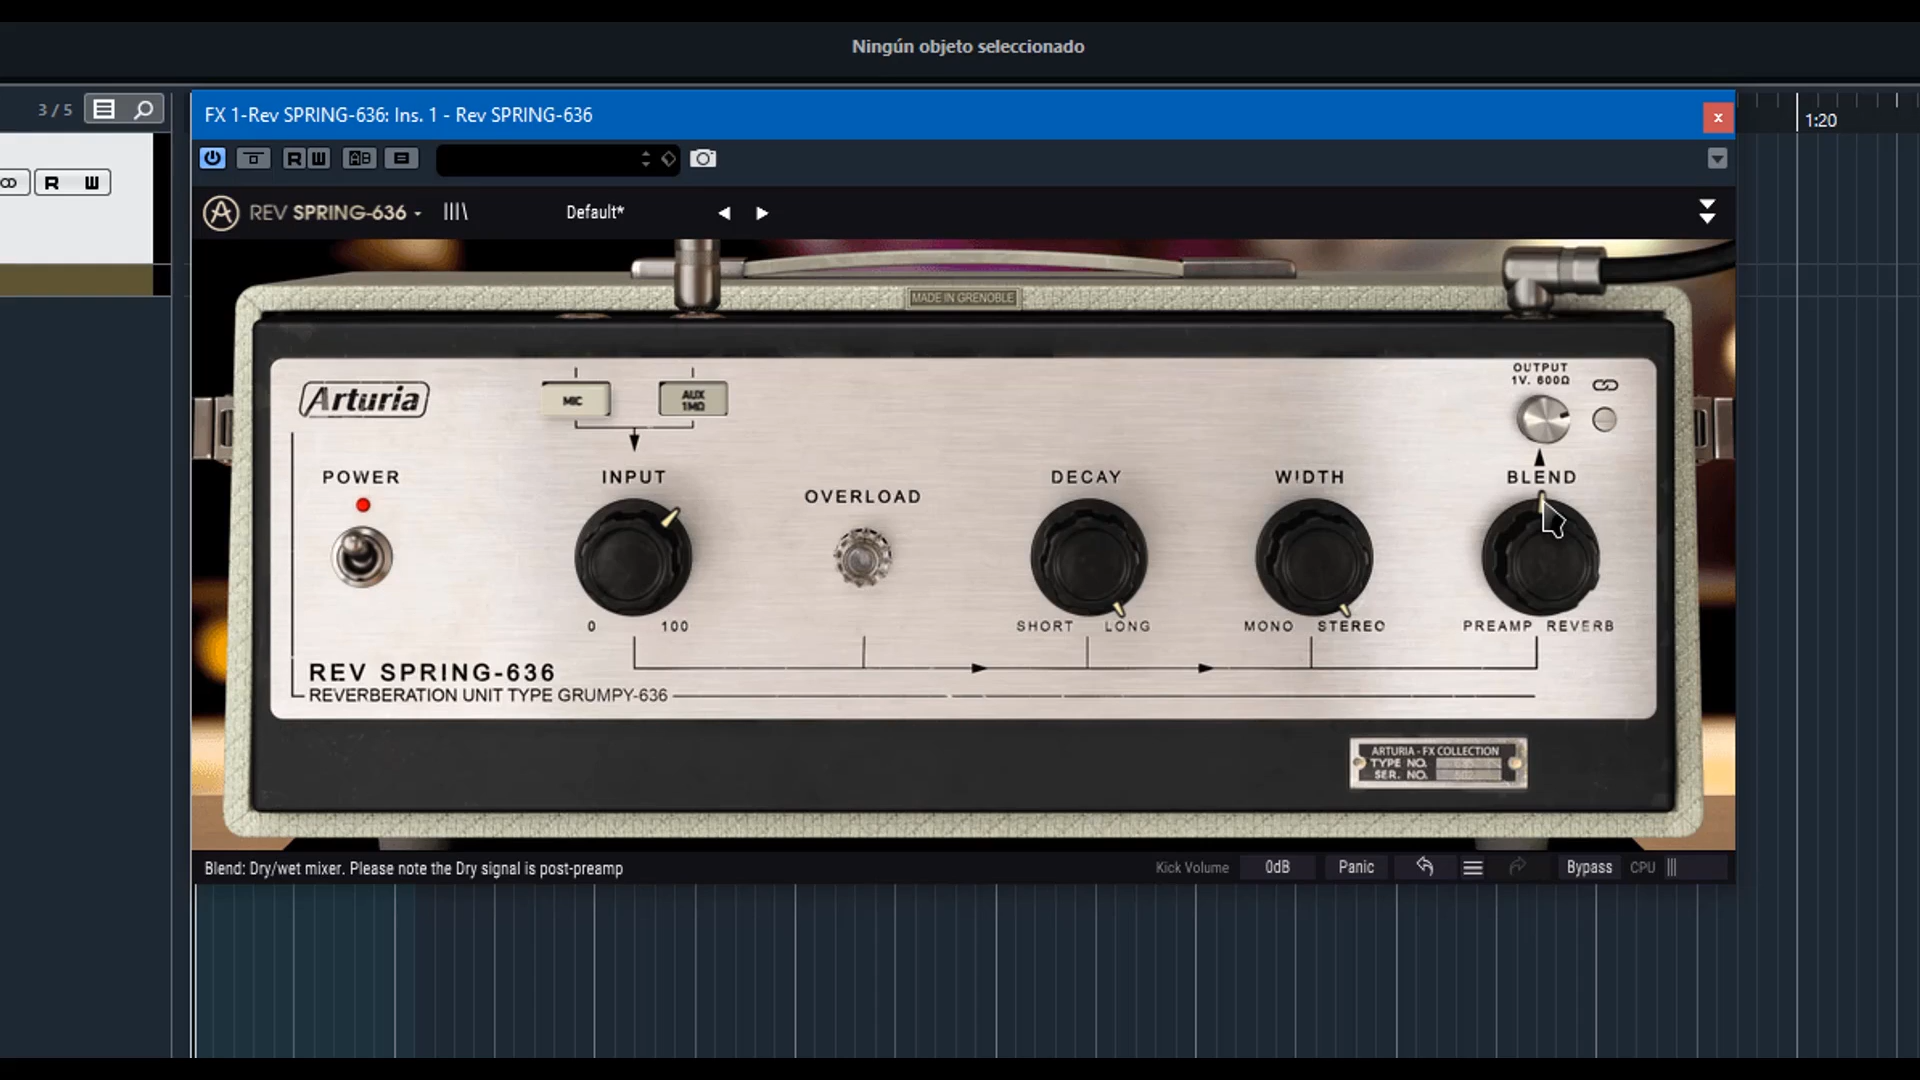 Ningún objeto seleccionado
3 / 5
FX 1-Rev SPRING-636: Ins. 1 - Rev SPRING-636
x
1:20
R W
R W
AB
REV SPRING-636
Default*
MADE IN GRENOBLE
Arturia
MIC
AUX
1MΩ
OUTPUT
1V. 600Ω
POWER
INPUT
OVERLOAD
DECAY
WIDTH
BLEND
0 100
SHORT LONG
MONO STEREO
PREAMP REVERB
REV SPRING-636
REVERBERATION UNIT TYPE GRUMPY-636
ARTURIA - FX COLLECTION
TYPE NO.
SER. NO.
Blend: Dry/wet mixer. Please note the Dry signal is post-preamp
Kick Volume
0dB
Panic
Bypass
CPU